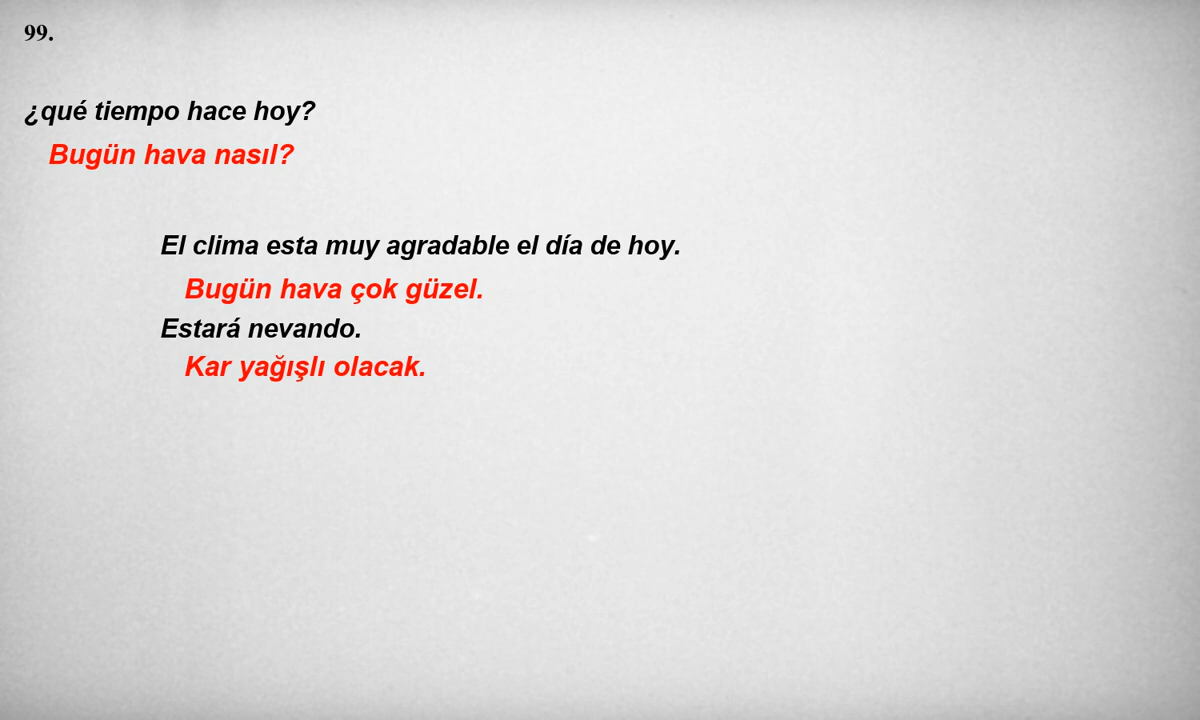 99.
¿qué tiempo hace hoy?
Bugün hava nasıl?
El clima esta muy agradable el día de hoy.
Bugün hava çok güzel.
Estará nevando.
Kar yağışlı olacak.